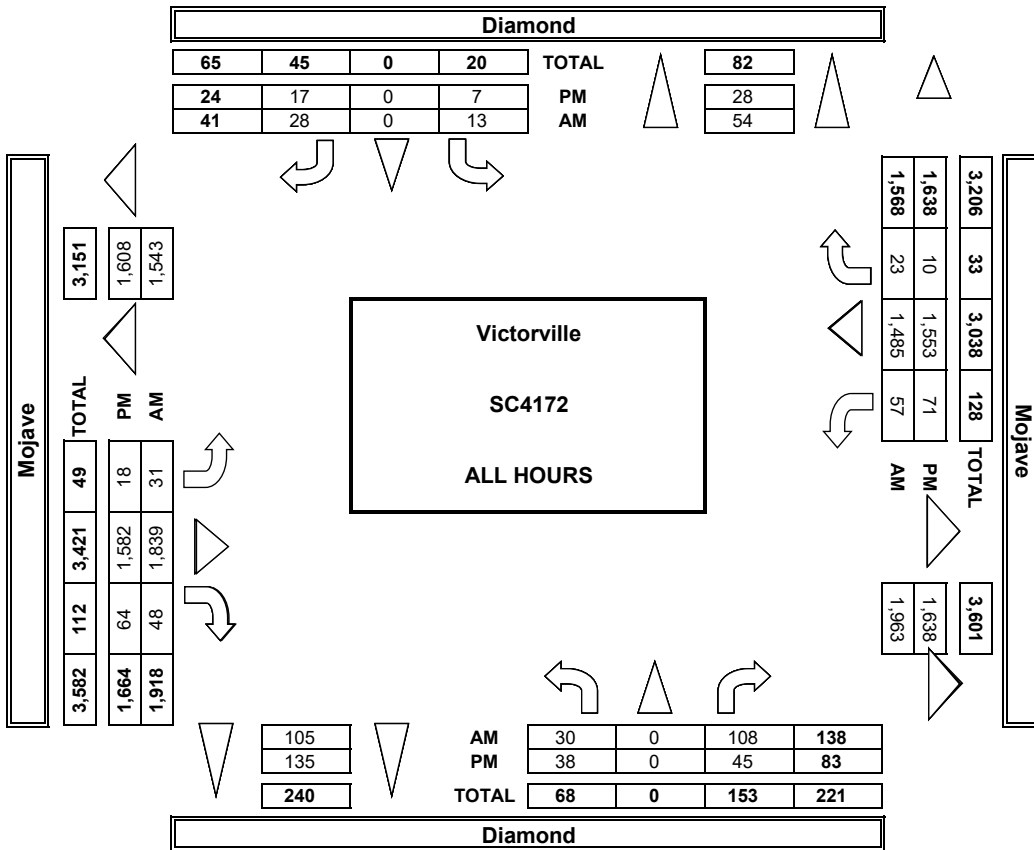 Diamond
65 45 0 20 TOTAL 82
24 17 0 7 PM 28
41 28 0 13 AM 54
Mojave
3,151 1,608 1,543
TOTAL PM AM
49 18 31
3,421 1,582 1,839
112 64 48
3,582 1,664 1,918
Victorville
SC4172
ALL HOURS
1,568 1,638 3,206
23 10 33
1,485 1,553 3,038
57 71 128
AM PM TOTAL
1,963 1,638 3,601
Mojave
105 AM 30 0 108 138
135 PM 38 0 45 83
240 TOTAL 68 0 153 221
Diamond